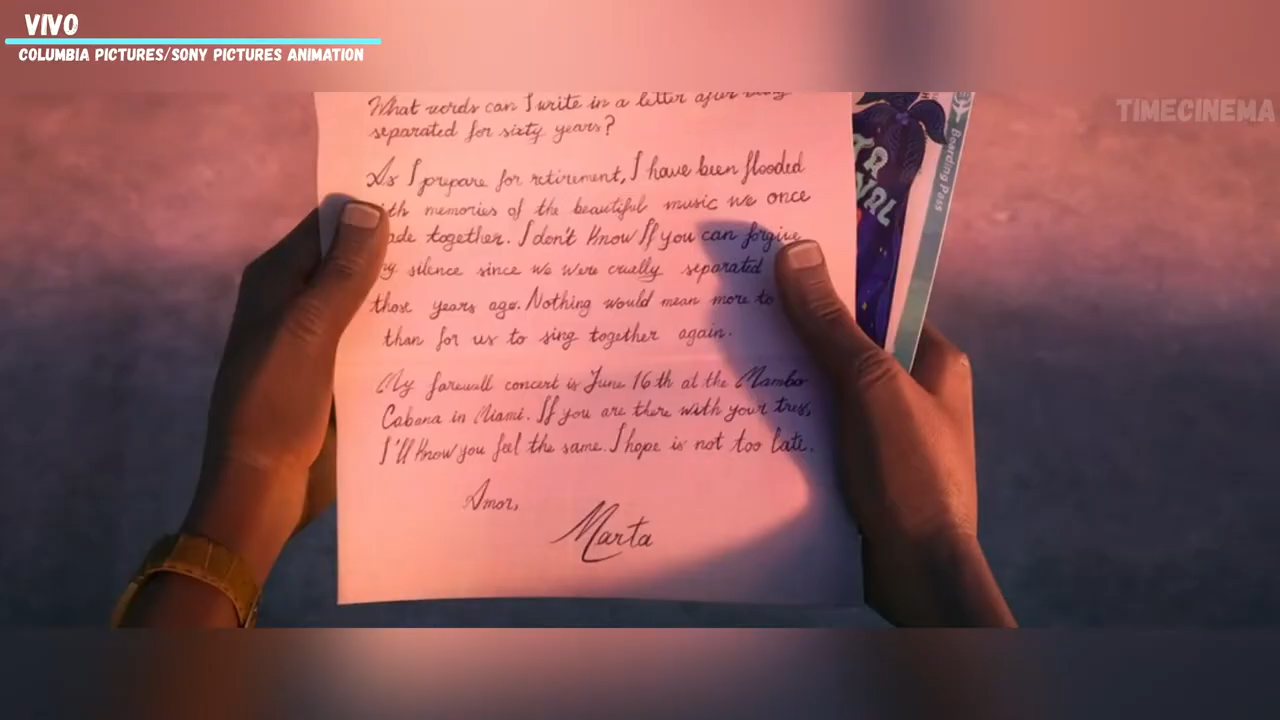 VIVO
COLUMBIA PICTURES/SONY PICTURES ANIMATION
TIMECINEMA
What words can I write in a letter after being
separated for sixty years?
As I prepare for retirement, I have been flooded
ith memories of the beautiful music we once
ade together. I don't know If you can forgive
silence since we were cruelly separated
those years ago. Nothing would mean more to
than for us to sing together again.
My farewell concert is June 16th at the Mambo
Cabana in Miami. If you are there with your tres,
I'll know you feel the same. I hope is not too late.
Amor,
Marta
Boarding Pass